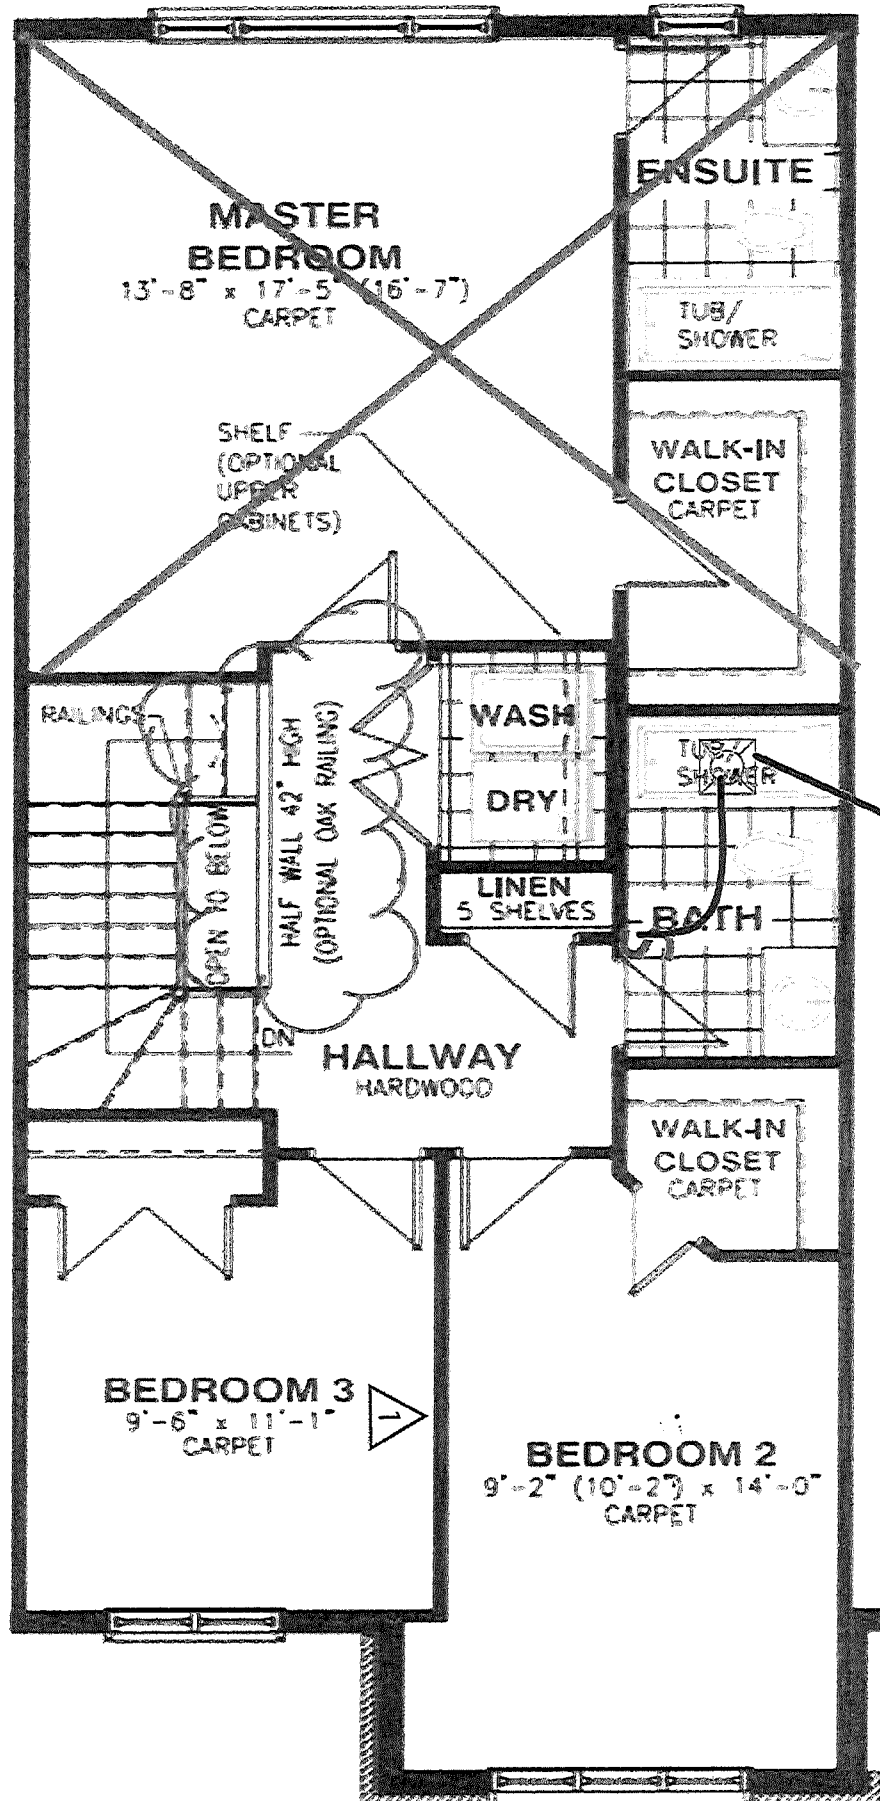 MASTER
BEDROOM
13'-8" x 17'-5" (16'-7")
CARPET
ENSUITE
TUB/
SHOWER
SHELF
(OPTIONAL
UPPER
CABINETS)
WALK-IN
CLOSET
CARPET
RAILINGS
OPEN TO BELOW
HALF WALL 42" HIGH
(OPTIONAL OAK RAILING)
WASH
DRY
TUB/
SHOWER
LINEN
5 SHELVES
BATH
DN
HALLWAY
HARDWOOD
WALK-IN
CLOSET
CARPET
BEDROOM 3
9'-6" x 11'-1"
CARPET
1
BEDROOM 2
9'-2" (10'-2") x 14'-0"
CARPET